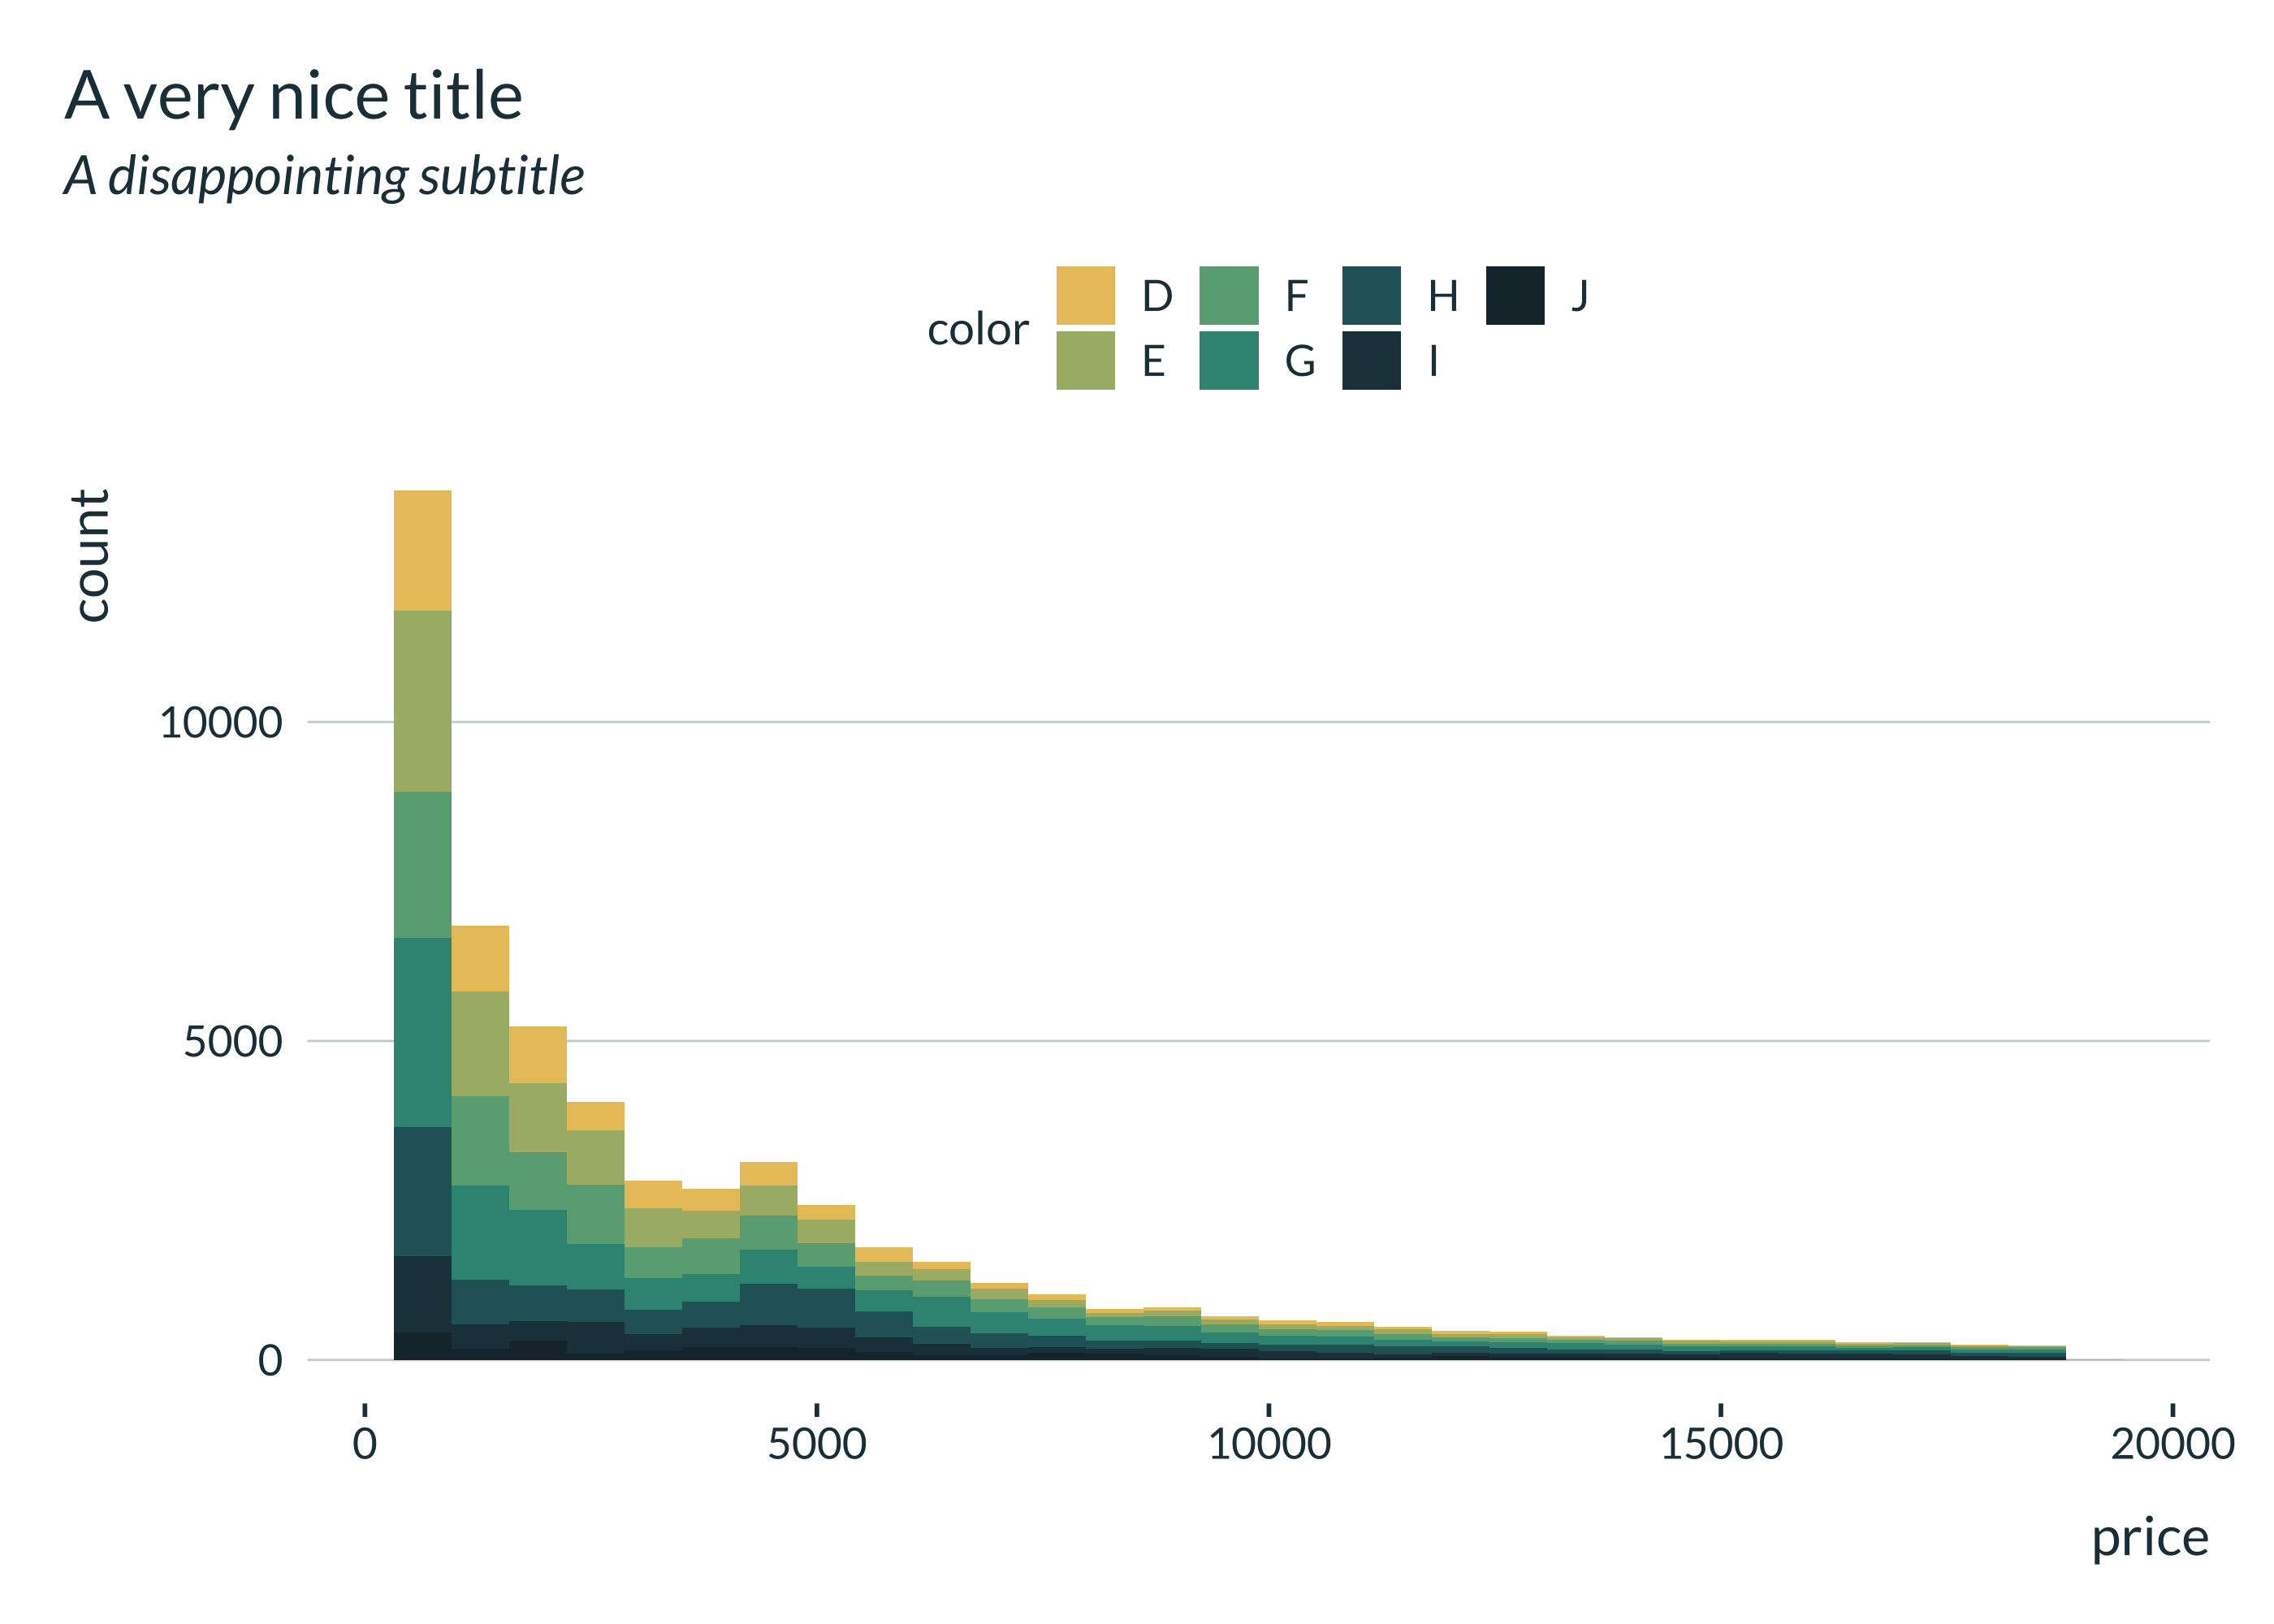 A very nice title
A disappointing subtitle
color
D
F
H
J
E
G
I
count
10000
5000
0
0
5000
10000
15000
20000
price